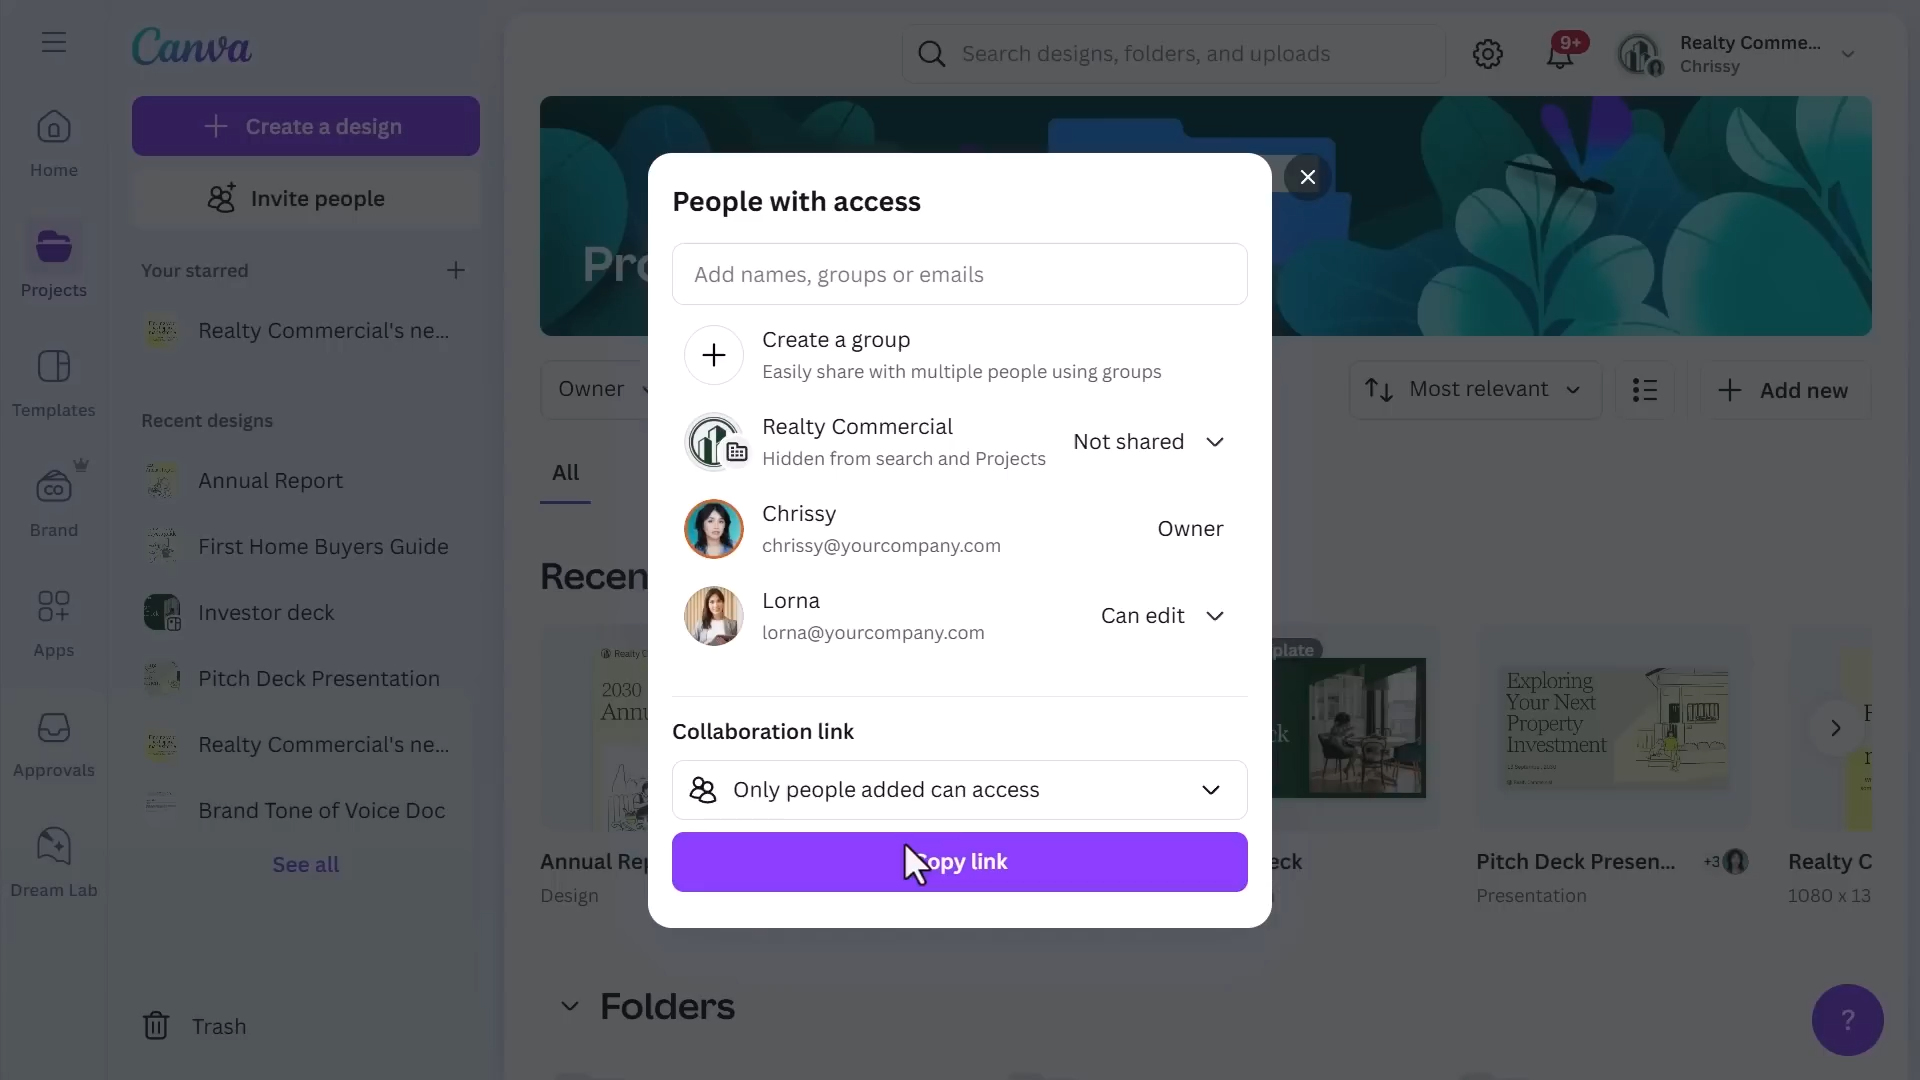 Canva
Search designs, folders, and uploads
9+
Realty Comme...
Chrissy
Create a design
Home
Invite people
Your starred
Projects
Realty Commercial's ne...
Templates
Recent designs
Annual Report
CO
Brand
First Home Buyers Guide
Investor deck
Apps
Pitch Deck Presentation
Realty Commercial's ne...
Approvals
Brand Tone of Voice Doc
See all
Dream Lab
Trash
Owner
Most relevant
Add new
All
People with access
Add names, groups or emails
Create a group
Easily share with multiple people using groups
Realty Commercial
Hidden from search and Projects
Not shared
Chrissy
chrissy@yourcompany.com
Owner
Lorna
lorna@yourcompany.com
Can edit
Collaboration link
Only people added can access
Copy link
2030
Exploring
Your Next
Property
Investment
Design
Pitch Deck Presen...
+3
Presentation
1080 x 13
Folders
?